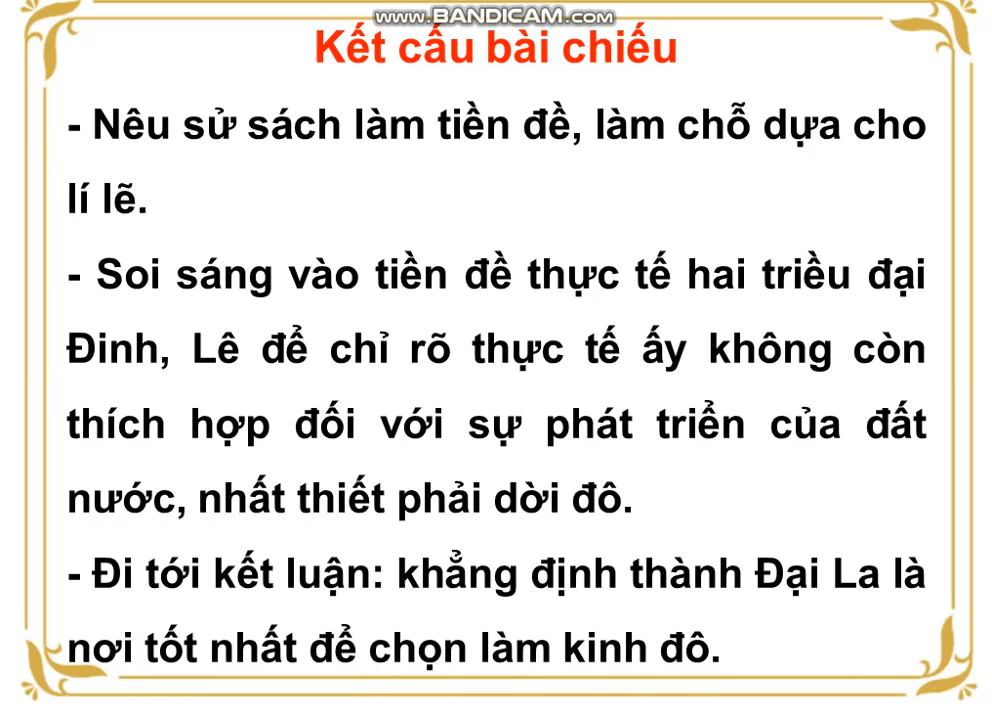 www.BANDICAM.com
Kết cấu bài chiếu
- Nêu sử sách làm tiền đề, làm chỗ dựa cho
lí lẽ.
- Soi sáng vào tiền đề thực tế hai triều đại
Đinh, Lê để chỉ rõ thực tế ấy không còn
thích hợp đối với sự phát triển của đất
nước, nhất thiết phải dời đô.
- Đi tới kết luận: khẳng định thành Đại La là
nơi tốt nhất để chọn làm kinh đô.